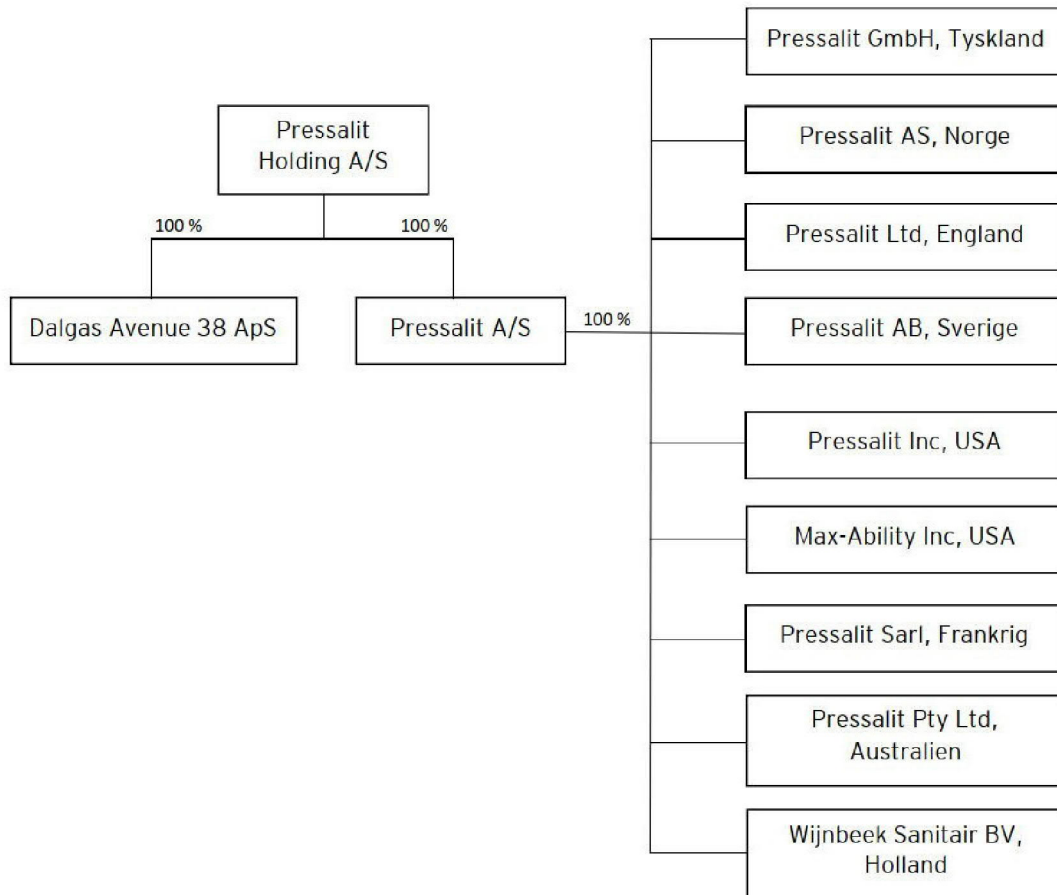 Pressalit
Holding A/S
100 %
100 %
Dalgas Avenue 38 ApS
Pressalit A/S
100 %
Pressalit GmbH, Tyskland
Pressalit AS, Norge
Pressalit Ltd, England
Pressalit AB, Sverige
Pressalit Inc, USA
Max-Ability Inc, USA
Pressalit Sarl, Frankrig
Pressalit Pty Ltd,
Australien
Wijnbeek Sanitair BV,
Holland